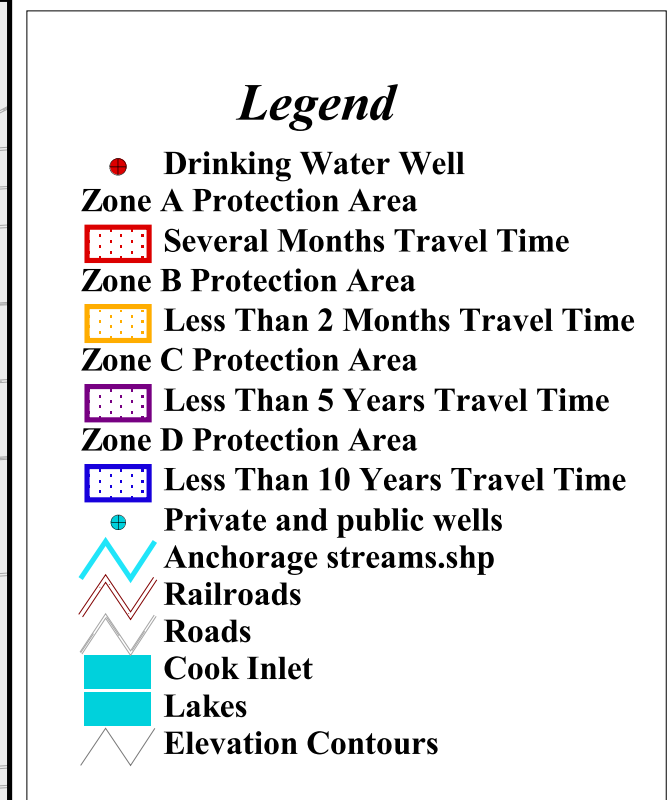 Legend
Drinking Water Well
Zone A Protection Area
Several Months Travel Time
Zone B Protection Area
Less Than 2 Months Travel Time
Zone C Protection Area
Less Than 5 Years Travel Time
Zone D Protection Area
Less Than 10 Years Travel Time
Private and public wells
Anchorage streams.shp
Railroads
Roads
Cook Inlet
Lakes
Elevation Contours